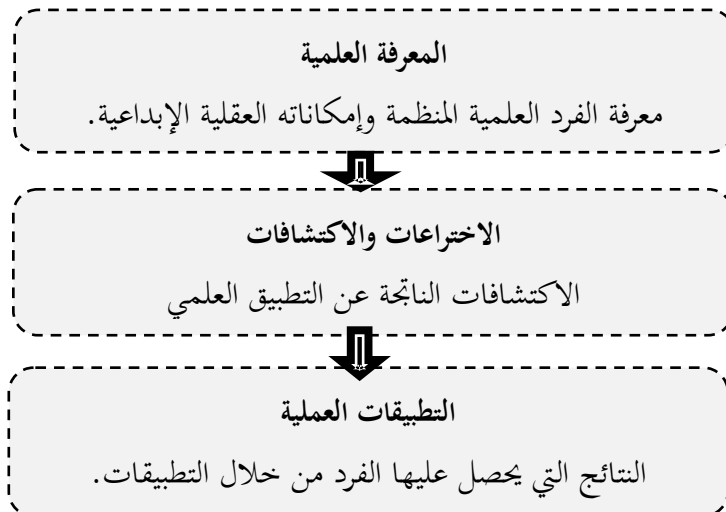 المعرفة العلمية
معرفة الفرد العلمية المنظمة وإمكاناته العقلية الإبداعية.
الاختراعات والاكتشافات
الاكتشافات الناتجة عن التطبيق العلمي
التطبيقات العملية
النتائج التي يحصل عليها الفرد من خلال التطبيقات.